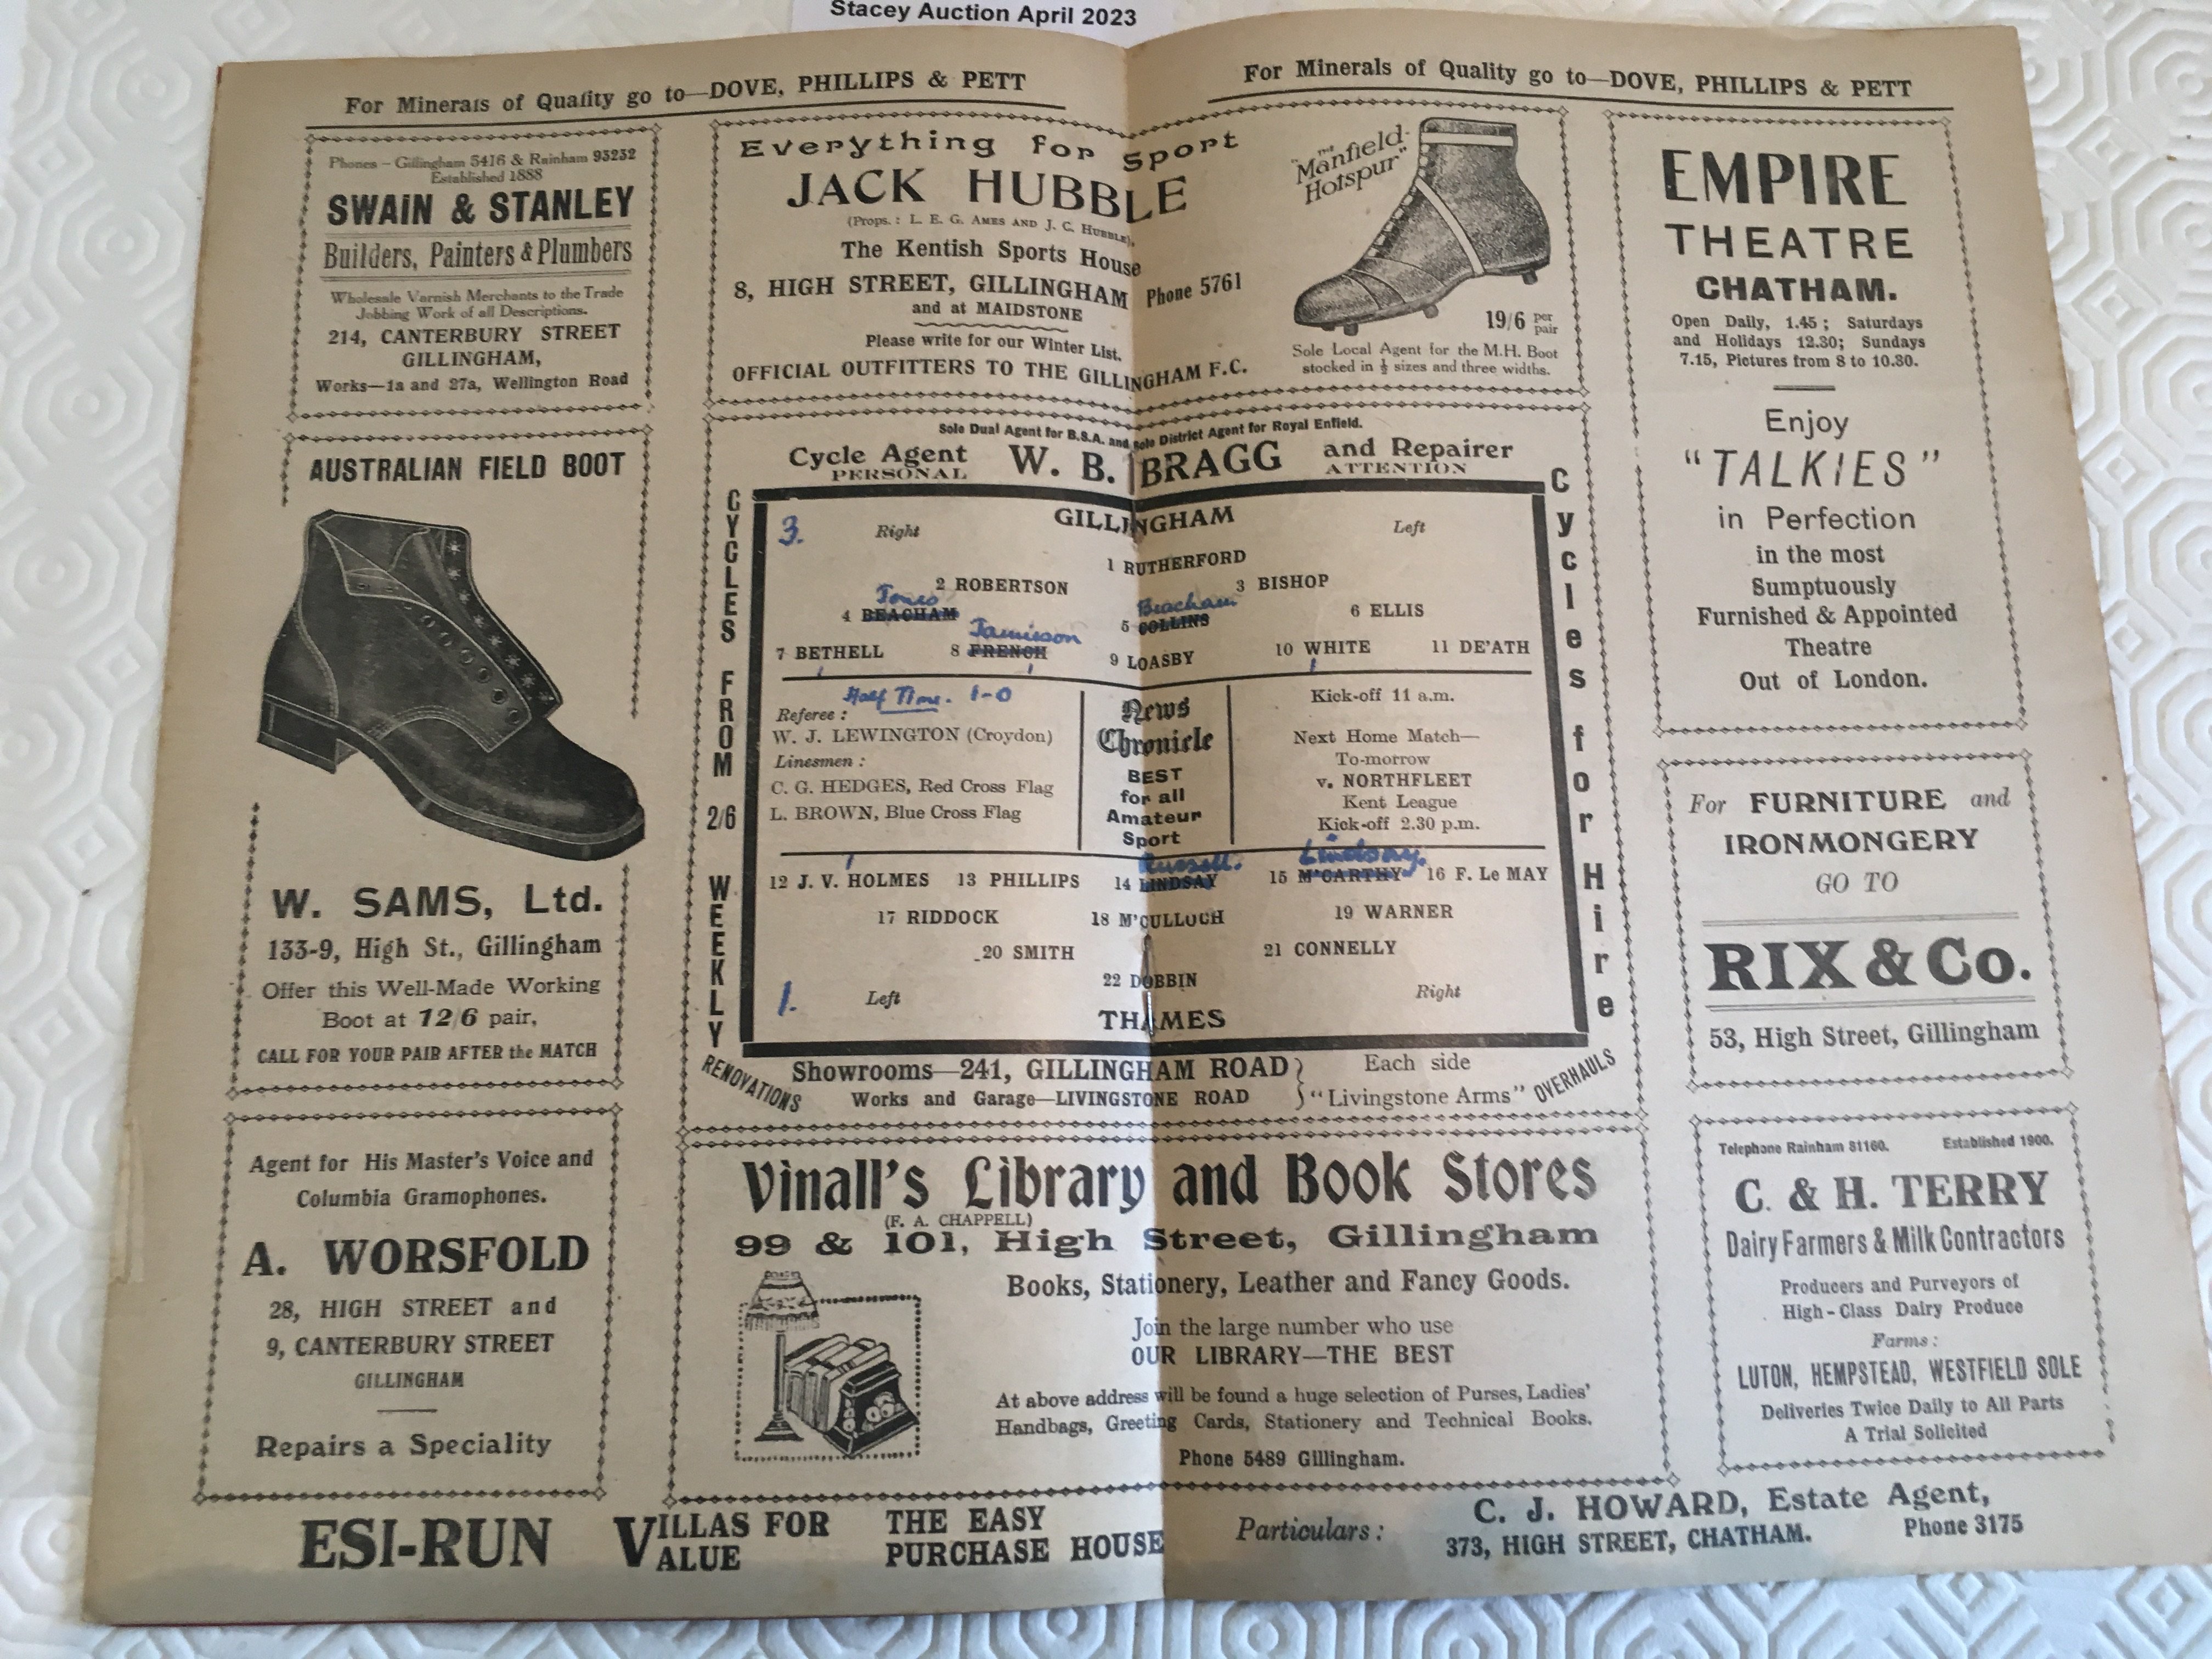 Stacey Auction April 2023
For Minerals of Quality go to—DOVE, PHILLIPS & PETT
For Minerals of Quality go to—DOVE, PHILLIPS & PETT
Phones - Gillingham 5416 & Rainham 93232
Established 1888
SWAIN & STANLEY
Builders, Painters & Plumbers
Wholesale Varnish Merchants to the Trade
Jobbing Work of all Descriptions.
214, CANTERBURY STREET
GILLINGHAM,
Works—1a and 27a, Wellington Road
AUSTRALIAN FIELD BOOT
W. SAMS, Ltd.
133-9, High St., Gillingham
Offer this Well-Made Working
Boot at 12/6 pair,
CALL FOR YOUR PAIR AFTER the MATCH
Agent for His Master's Voice and
Columbia Gramophones.
A. WORSFOLD
28, HIGH STREET and
9, CANTERBURY STREET
GILLINGHAM
Repairs a Speciality
Everything for Sport
JACK HUBBLE
(Props.: L. E. G. AMES AND J. C. HUBBLE),
The Kentish Sports House
8, HIGH STREET, GILLINGHAM Phone 5761
and at MAIDSTONE
Please write for our Winter List.
OFFICIAL OUTFITTERS TO THE GILLINGHAM F.C.
THE
"Manfield-
Hotspur"
19/6 per pair
Sole Local Agent for the M.H. Boot
stocked in ½ sizes and three widths.
Sole Dual Agent for B.S.A. and Sole District Agent for Royal Enfield.
Cycle Agent W. B. BRAGG and Repairer
PERSONAL ATTENTION
CYCLES FROM 2/6 WEEKLY
Cycles for Hire
3. Right GILLINGHAM Left
1 RUTHERFORD
2 ROBERTSON 3 BISHOP
Jones Beacham
4 BEACHAM 5 COLLINS 6 ELLIS
Jamieson
7 BETHELL 8 FRENCH 9 LOASBY 10 WHITE 11 DE'ATH
Half Time. 1-0
Referee:
W. J. LEWINGTON (Croydon)
Linesmen:
C. G. HEDGES, Red Cross Flag
L. BROWN, Blue Cross Flag
News
Chronicle
BEST
for all
Amateur
Sport
Kick-off 11 a.m.
Next Home Match—
To-morrow
v. NORTHFLEET
Kent League
Kick-off 2.30 p.m.
Russell. Lindsay.
12 J. V. HOLMES 13 PHILLIPS 14 LINDSAY 15 M'CARTHY 16 F. Le MAY
17 RIDDOCK 18 M'CULLOCH 19 WARNER
20 SMITH 21 CONNELLY
22 DOBBIN
1. Left Right
THAMES
RENOVATIONS
Showrooms—241, GILLINGHAM ROAD } Each side
Works and Garage—LIVINGSTONE ROAD } "Livingstone Arms"
OVERHAULS
Vinall's Library and Book Stores
(F. A. CHAPPELL)
99 & 101, High Street, Gillingham
Books, Stationery, Leather and Fancy Goods.
Join the large number who use
OUR LIBRARY—THE BEST
At above address will be found a huge selection of Purses, Ladies'
Handbags, Greeting Cards, Stationery and Technical Books.
Phone 5489 Gillingham.
EMPIRE
THEATRE
CHATHAM.
Open Daily, 1.45; Saturdays
and Holidays 12.30; Sundays
7.15, Pictures from 8 to 10.30.
Enjoy
"TALKIES"
in Perfection
in the most
Sumptuously
Furnished & Appointed
Theatre
Out of London.
For FURNITURE and
IRONMONGERY
GO TO
RIX & Co.
53, High Street, Gillingham
Telephone Rainham 81160. Established 1900.
C. & H. TERRY
Dairy Farmers & Milk Contractors
Producers and Purveyors of
High-Class Dairy Produce
Farms:
LUTON, HEMPSTEAD, WESTFIELD SOLE
Deliveries Twice Daily to All Parts
A Trial Solicited
ESI-RUN VILLAS FOR VALUE THE EASY PURCHASE HOUSE
Particulars: C. J. HOWARD, Estate Agent,
373, HIGH STREET, CHATHAM. Phone 3175